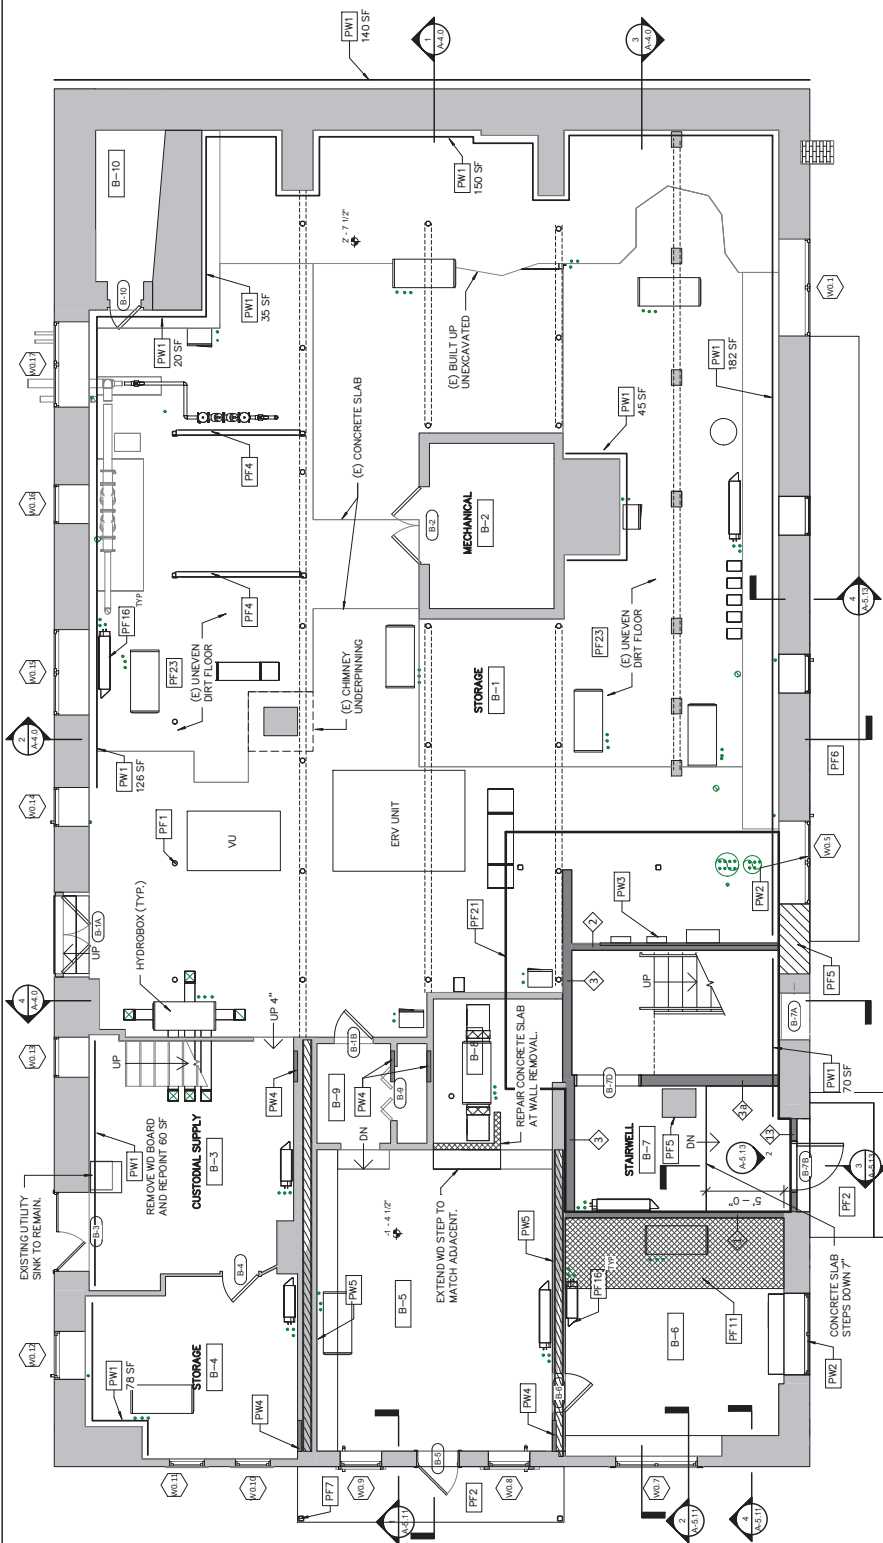 PW1
140 SF
1
A-4.0
3
A-4.0
B-10
B-10
PW1
35 SF
PW1
20 SF
2' - 7 1/2"
PW1
150 SF
(E) BUILT UP
UNEXCAVATED
W0.17
W0.1
PW1
182 SF
PW1
45 SF
(E) CONCRETE SLAB
PF4
W0.16
B-2
MECHANICAL
B-2
PF4
PF16
TYP
PF23
(E) UNEVEN
DIRT FLOOR
(E) CHIMNEY
UNDERPINNING
STORAGE
B-1
PF23
(E) UNEVEN
DIRT FLOOR
4
A-5.13
W0.15
2
A-4.0
PW1
126 SF
PF6
W0.14
PF1
VU
ERV UNIT
W0.5
PW2
PW3
PF21
HYDROBOX (TYP.)
B-1A
UP
2
PF5
4
A-4.0
UP 4"
3
UP
B-7A
W0.13
UP
B-1B
B-8
REPAIR CONCRETE SLAB
AT WALL REMOVAL.
PW1
70 SF
PW4
B-9
PW4
B-9
B-7D
3a
PW1
REMOVE WD BOARD
AND REPOINT 60 SF
CUSTODIAL SUPPLY
B-3
DN
3
STAIRWELL
B-7
PF5
DN
2
A-5.13
13
B-7B
3
A-5.13
PF2
EXISTING UTILITY
SINK TO REMAIN.
B-3
5' - 0"
1
B-4
-1 - 4 1/2"
EXTEND WD STEP TO
MATCH ADJACENT.
PW5
PW5
B-5
PF16
TYP
PF11
CONCRETE SLAB
STEPS DOWN 7"
W0.12
PW1
78 SF
STORAGE
B-4
PW4
B-6
PW2
PW4
B-6
W0.11
W0.10
W0.9
B-5
W0.8
W0.7
PF7
PF2
1
A-5.11
2
A-5.11
4
A-5.11